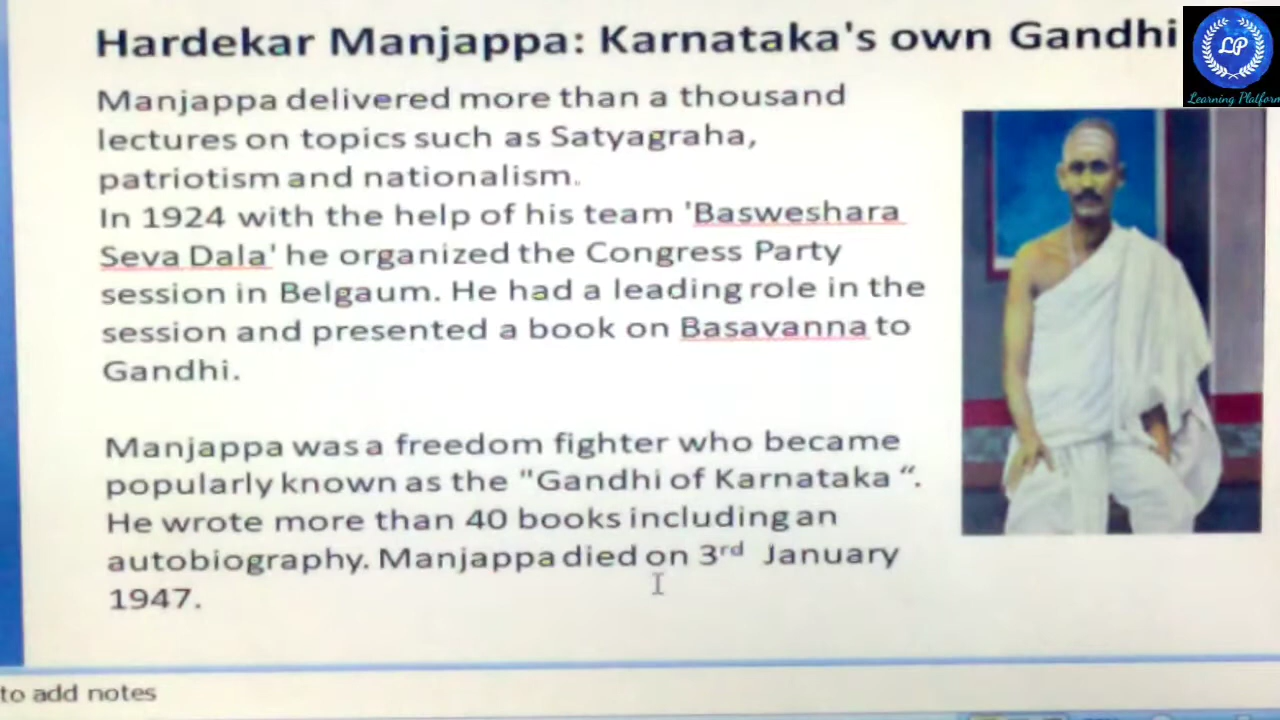 Hardekar Manjappa: Karnataka's own Gandhi
LP
Learning Platform
Manjappa delivered more than a thousand
lectures on topics such as Satyagraha,
patriotism and nationalism.
In 1924 with the help of his team 'Basweshara
Seva Dala' he organized the Congress Party
session in Belgaum. He had a leading role in the
session and presented a book on Basavanna to
Gandhi.
Manjappa was a freedom fighter who became
popularly known as the "Gandhi of Karnataka “.
He wrote more than 40 books including an
autobiography. Manjappa died on 3rd January
1947.
to add notes